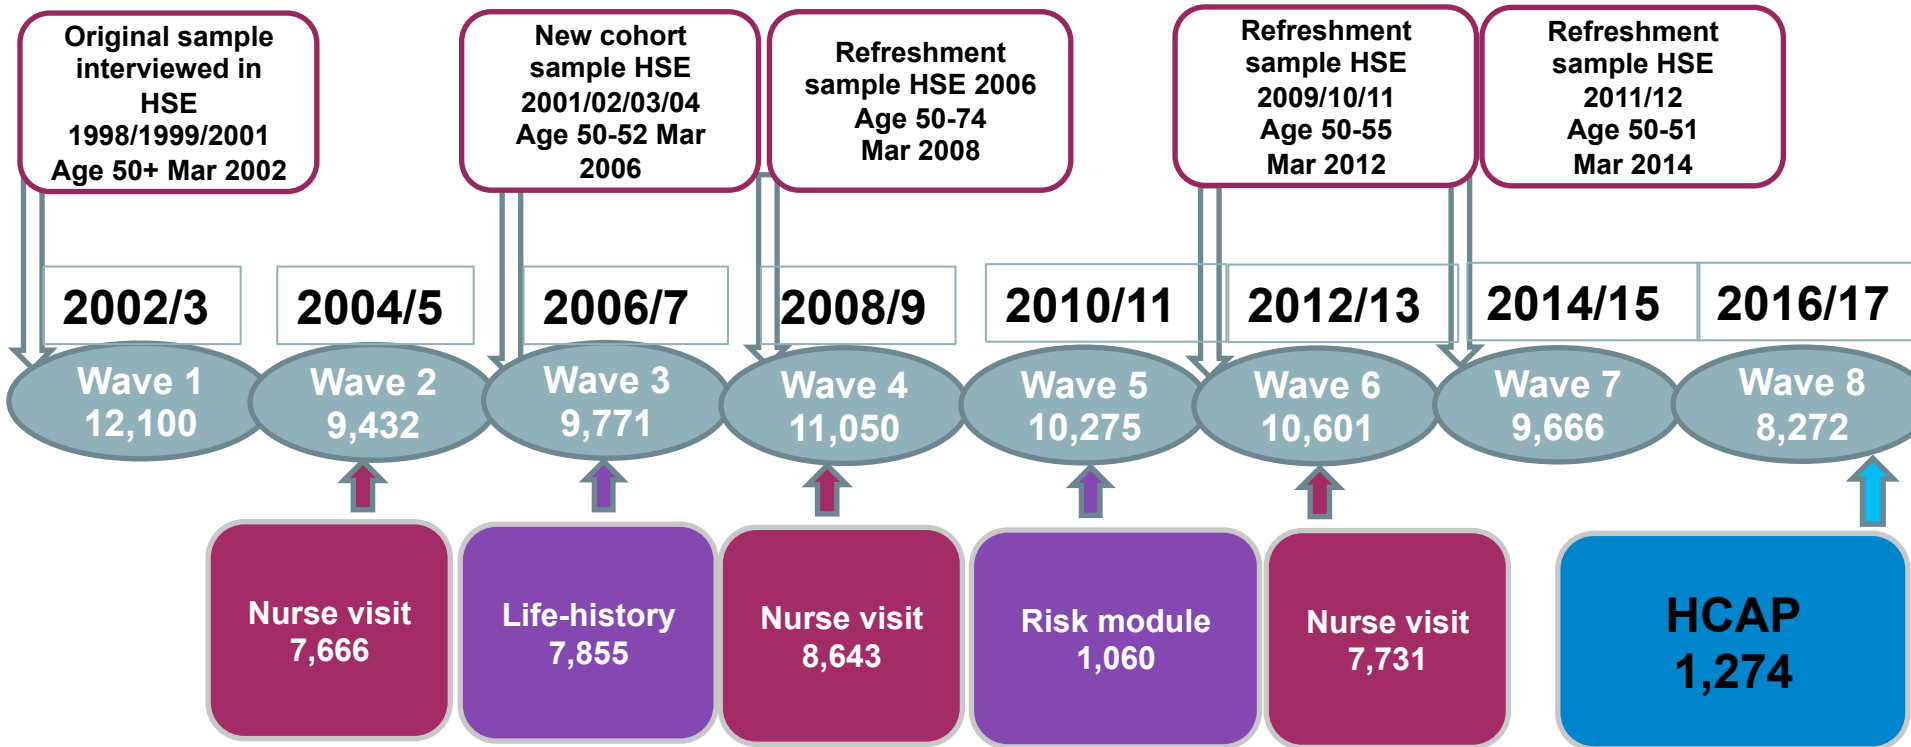 Original sample
interviewed in
HSE
1998/1999/2001
Age 50+ Mar 2002
New cohort
sample HSE
2001/02/03/04
Age 50-52 Mar
2006
Refreshment
sample HSE 2006
Age 50-74
Mar 2008
Refreshment
sample HSE
2009/10/11
Age 50-55
Mar 2012
Refreshment
sample HSE
2011/12
Age 50-51
Mar 2014
2002/3
2004/5
2006/7
2008/9
2010/11
2012/13
2014/15
2016/17
Wave 1
12,100
Wave 2
9,432
Wave 3
9,771
Wave 4
11,050
Wave 5
10,275
Wave 6
10,601
Wave 7
9,666
Wave 8
8,272
Nurse visit
7,666
Life-history
7,855
Nurse visit
8,643
Risk module
1,060
Nurse visit
7,731
HCAP
1,274